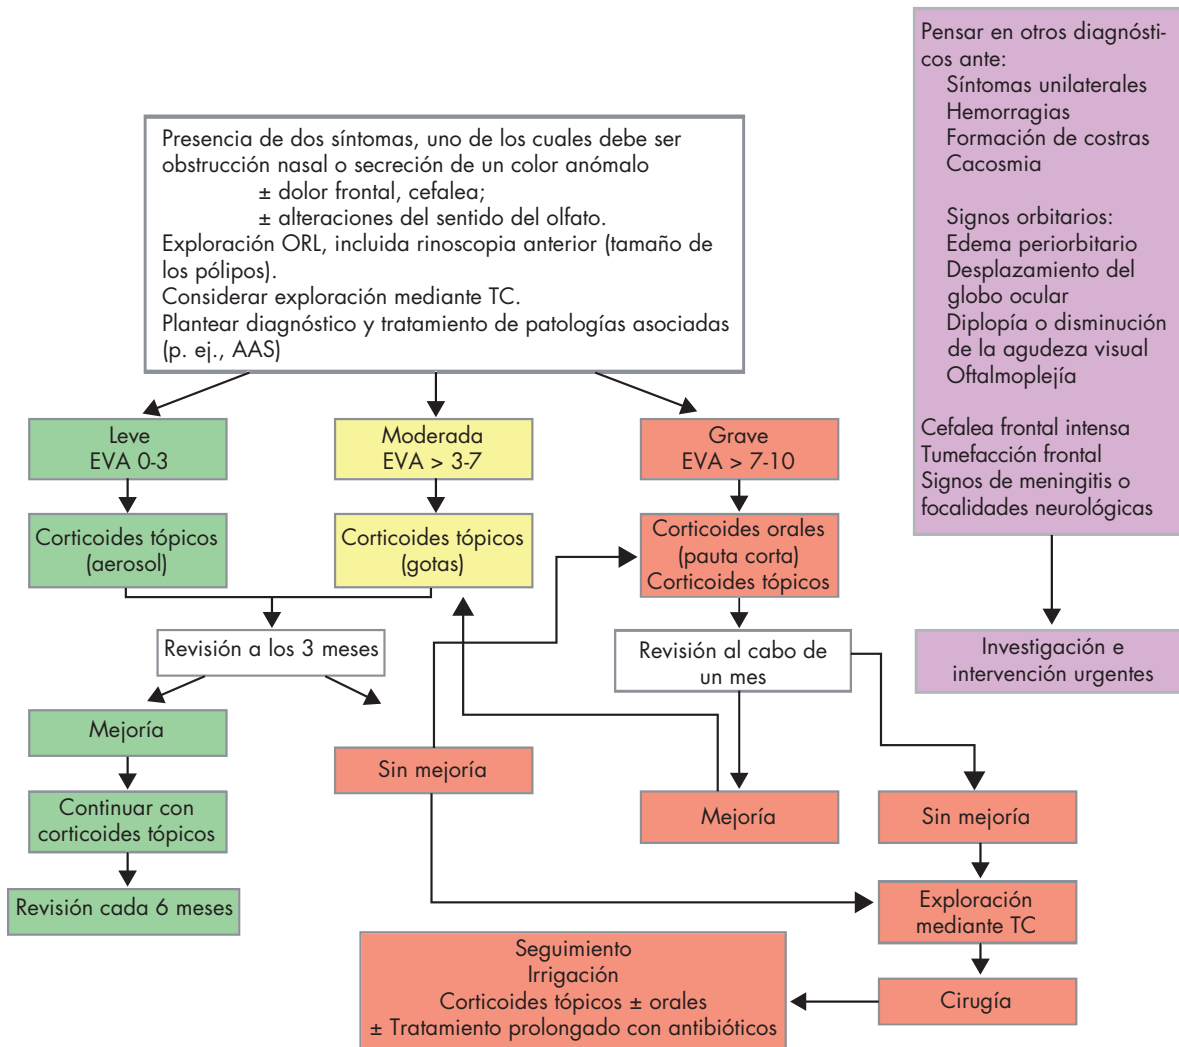 Presencia de dos síntomas, uno de los cuales debe ser
obstrucción nasal o secreción de un color anómalo
± dolor frontal, cefalea;
± alteraciones del sentido del olfato.
Exploración ORL, incluida rinoscopia anterior (tamaño de
los pólipos).
Considerar exploración mediante TC.
Plantear diagnóstico y tratamiento de patologías asociadas
(p. ej., AAS)
Pensar en otros diagnósti-
cos ante:
Síntomas unilaterales
Hemorragias
Formación de costras
Cacosmia
Signos orbitarios:
Edema periorbitario
Desplazamiento del
globo ocular
Diplopía o disminución
de la agudeza visual
Oftalmoplejía
Cefalea frontal intensa
Tumefacción frontal
Signos de meningitis o
focalidades neurológicas
Leve
EVA 0-3
Moderada
EVA > 3-7
Grave
EVA > 7-10
Corticoides tópicos
(aerosol)
Corticoides tópicos
(gotas)
Corticoides orales
(pauta corta)
Corticoides tópicos
Revisión a los 3 meses
Revisión al cabo de
un mes
Investigación e
intervención urgentes
Mejoría
Sin mejoría
Mejoría
Sin mejoría
Continuar con
corticoides tópicos
Revisión cada 6 meses
Exploración
mediante TC
Cirugía
Seguimiento
Irrigación
Corticoides tópicos ± orales
± Tratamiento prolongado con antibióticos